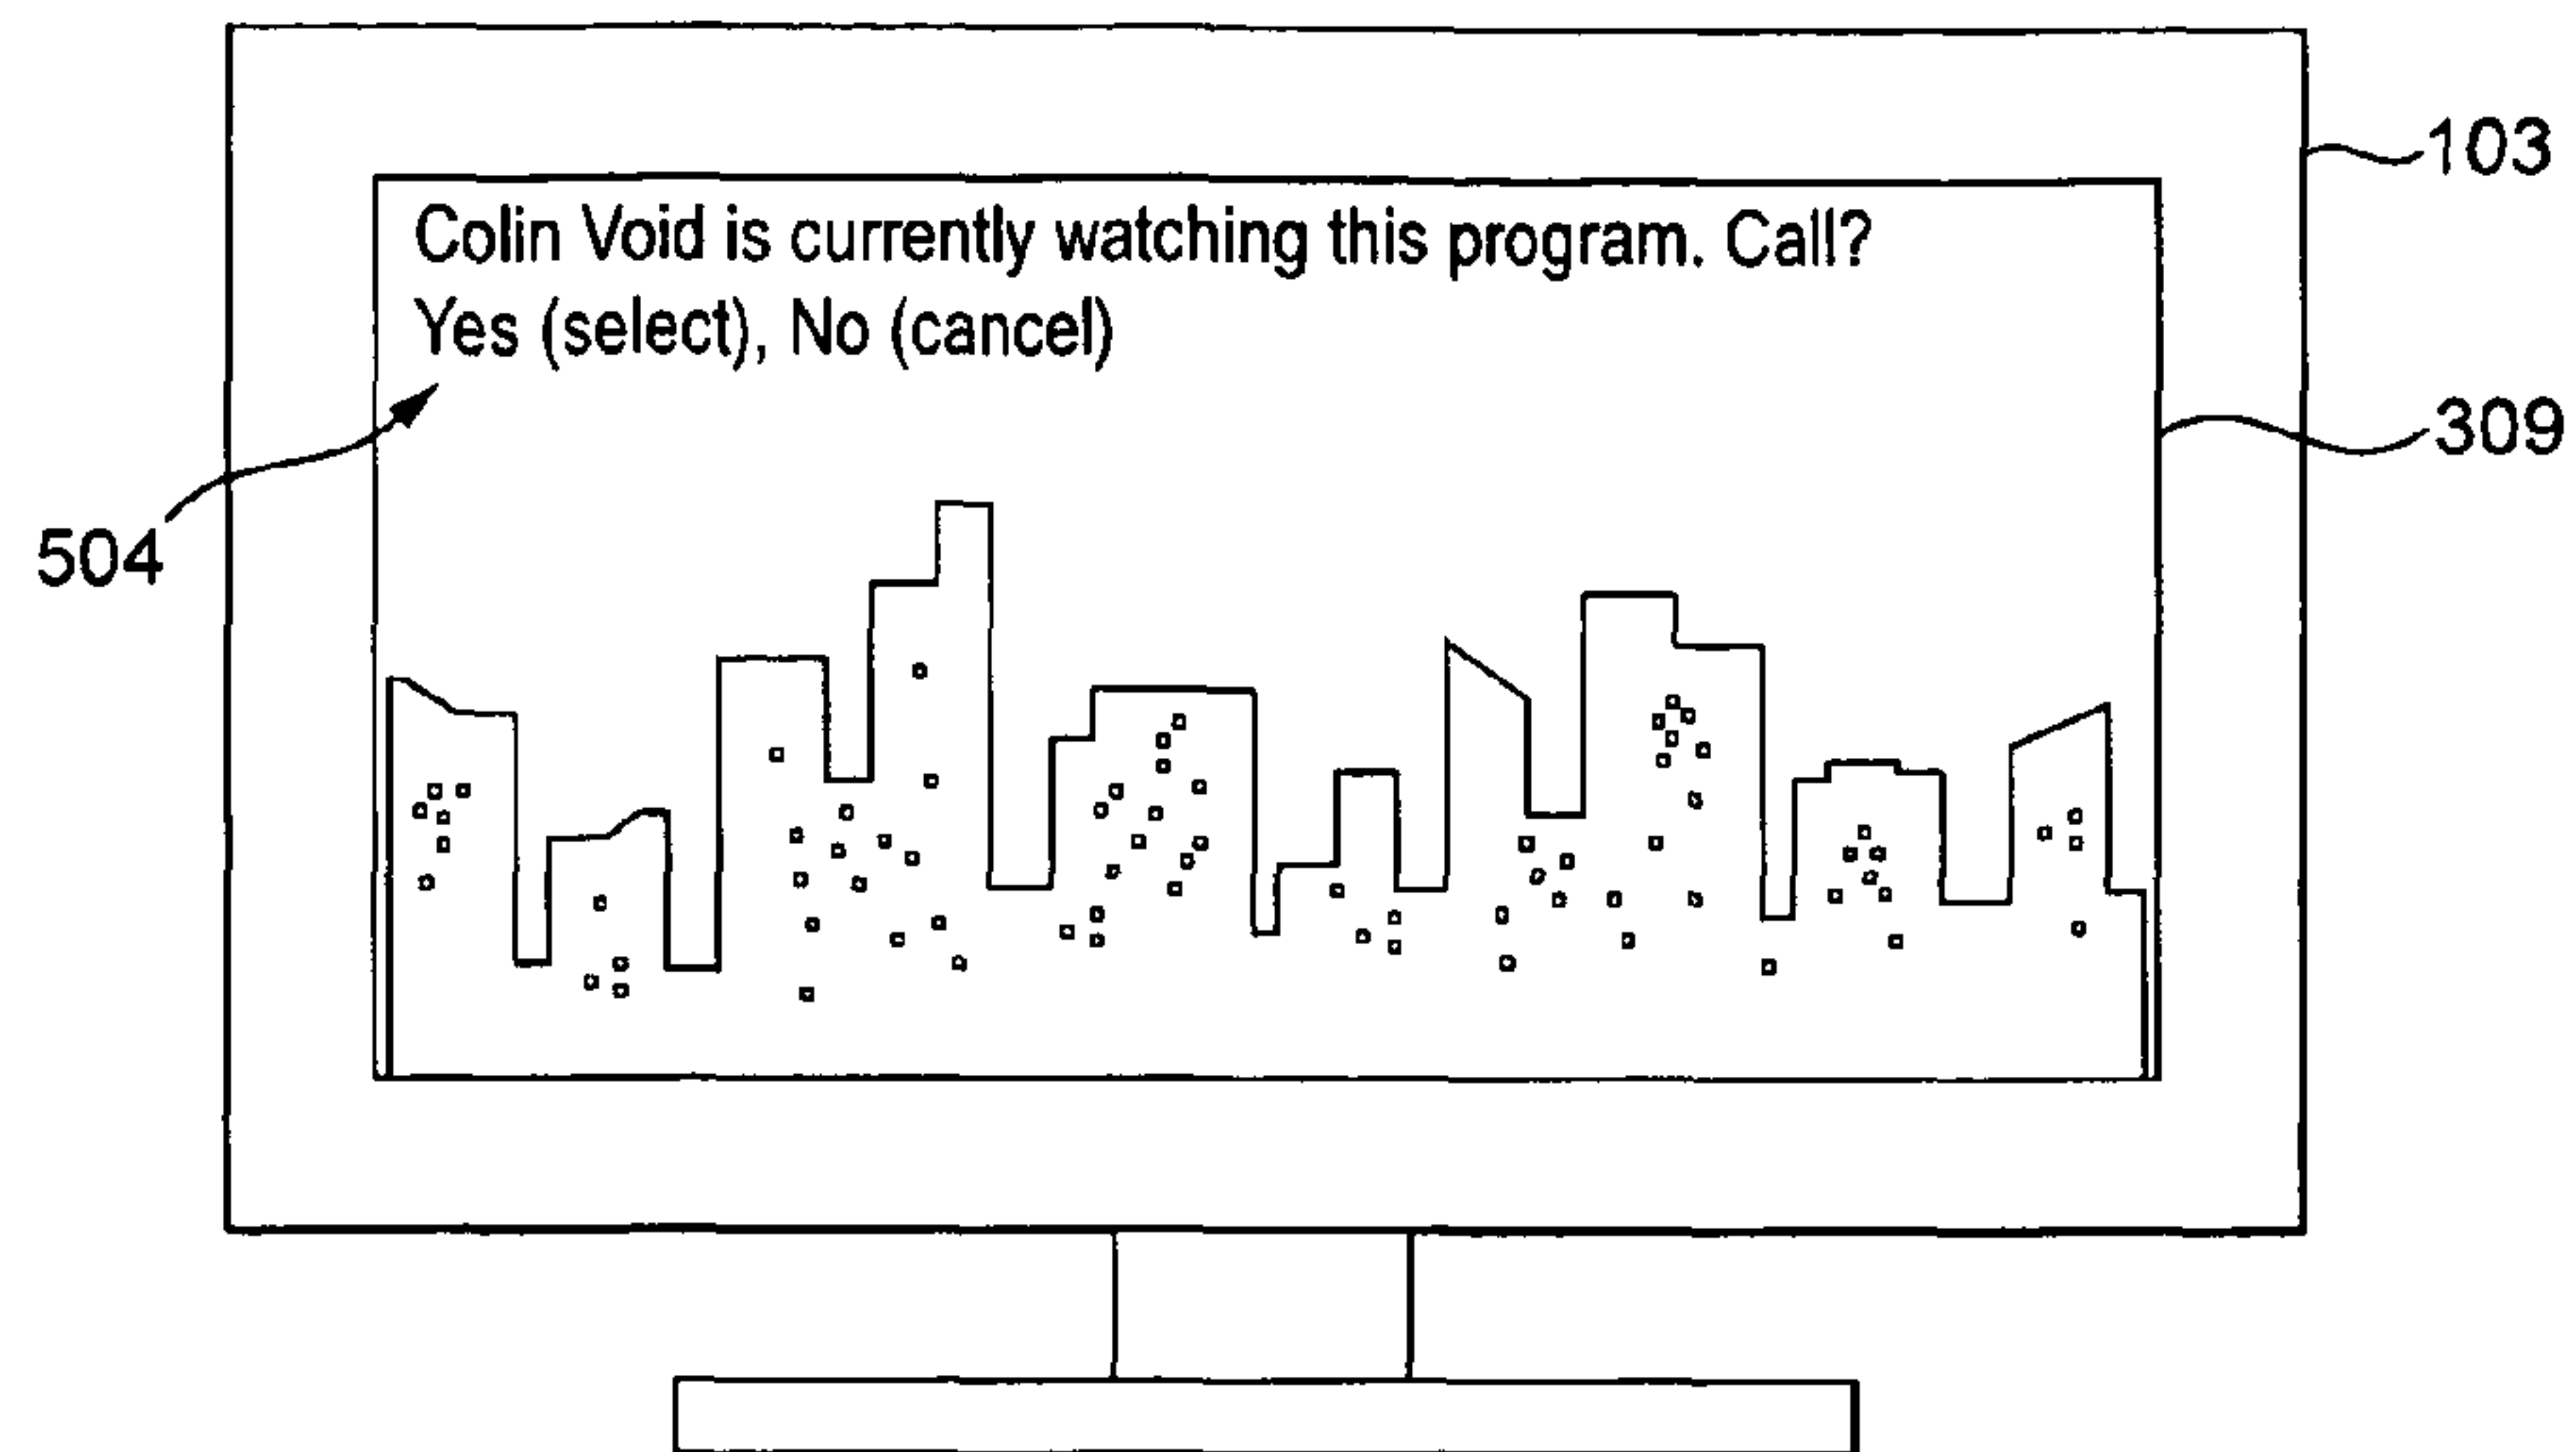 Colin Void is currently watching this program. Call?
Yes (select), No (cancel)
103
309
504